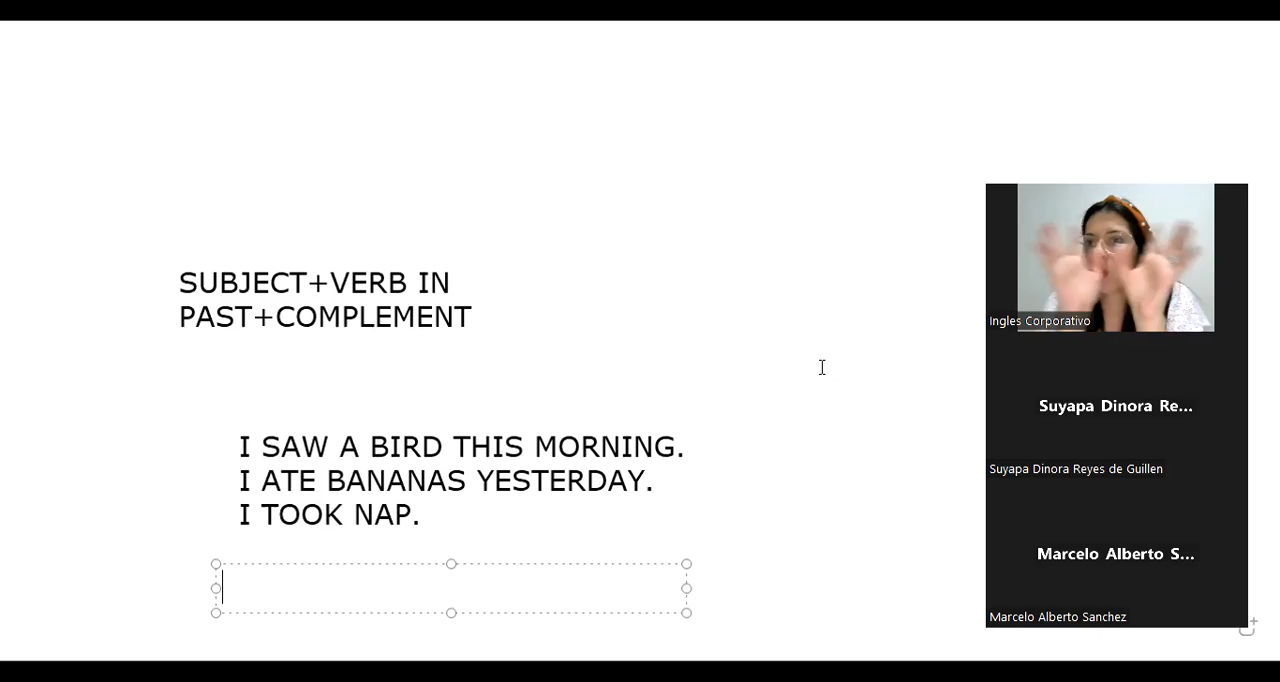 SUBJECT+VERB IN
PAST+COMPLEMENT
I SAW A BIRD THIS MORNING.
I ATE BANANAS YESTERDAY.
I TOOK NAP.
Ingles Corporativo
Suyapa Dinora Re...
Suyapa Dinora Reyes de Guillen
Marcelo Alberto S...
Marcelo Alberto Sanchez